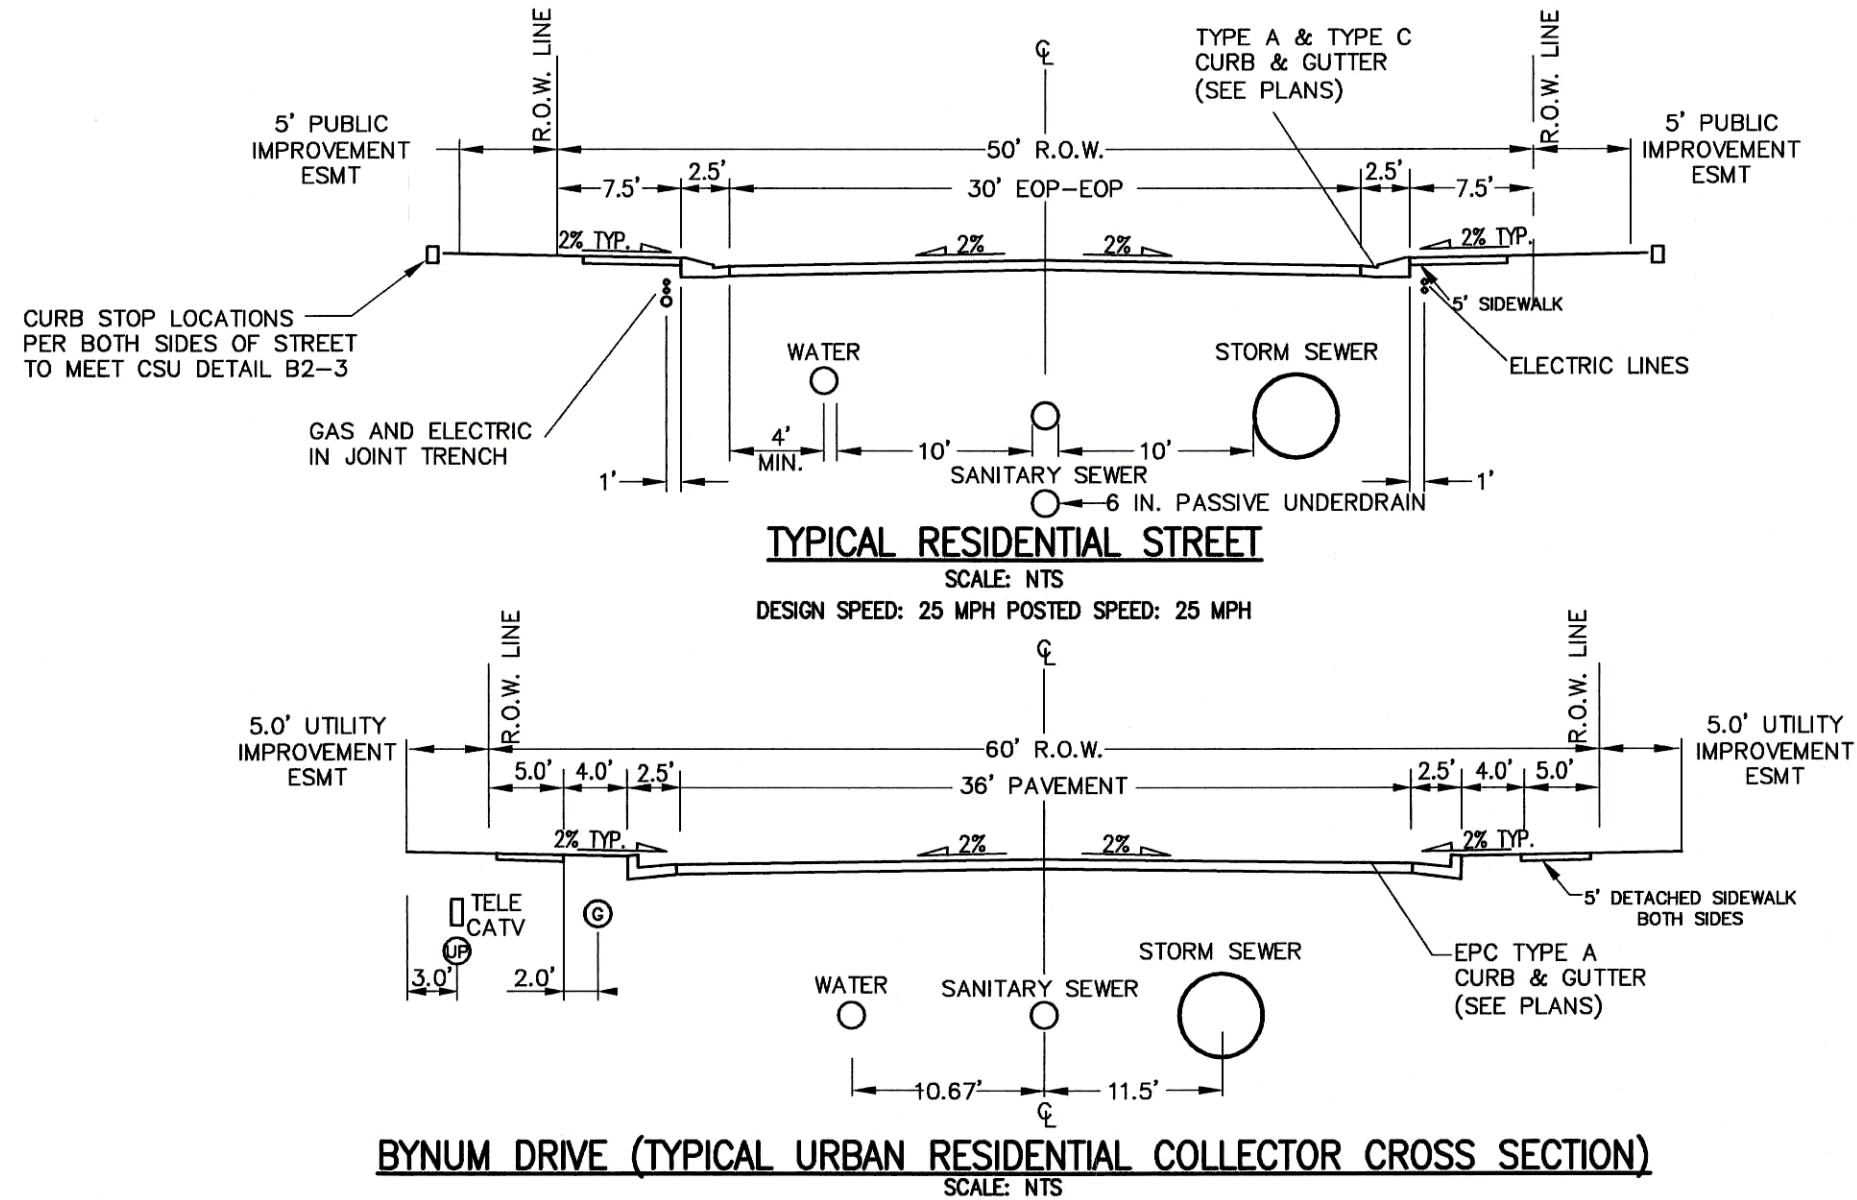 R.O.W. LINE
℄
TYPE A & TYPE C
CURB & GUTTER
(SEE PLANS)
R.O.W. LINE
5' PUBLIC
IMPROVEMENT
ESMT
50' R.O.W.
5' PUBLIC
IMPROVEMENT
ESMT
7.5'
2.5'
30' EOP-EOP
2.5'
7.5'
2% TYP.
2%
2%
2% TYP.
5' SIDEWALK
CURB STOP LOCATIONS
PER BOTH SIDES OF STREET
TO MEET CSU DETAIL B2-3
WATER
STORM SEWER
ELECTRIC LINES
GAS AND ELECTRIC
IN JOINT TRENCH
4'
MIN.
10'
10'
SANITARY SEWER
1'
1'
6 IN. PASSIVE UNDERDRAIN
TYPICAL RESIDENTIAL STREET
SCALE: NTS
DESIGN SPEED: 25 MPH POSTED SPEED: 25 MPH
R.O.W. LINE
℄
R.O.W. LINE
5.0' UTILITY
IMPROVEMENT
ESMT
60' R.O.W.
5.0' UTILITY
IMPROVEMENT
ESMT
5.0'
4.0'
2.5'
36' PAVEMENT
2.5'
4.0'
5.0'
2% TYP.
2%
2%
2% TYP.
TELE
CATV
G
UP
5' DETACHED SIDEWALK
BOTH SIDES
3.0'
2.0'
WATER
SANITARY SEWER
STORM SEWER
EPC TYPE A
CURB & GUTTER
(SEE PLANS)
10.67'
11.5'
℄
BYNUM DRIVE (TYPICAL URBAN RESIDENTIAL COLLECTOR CROSS SECTION)
SCALE: NTS